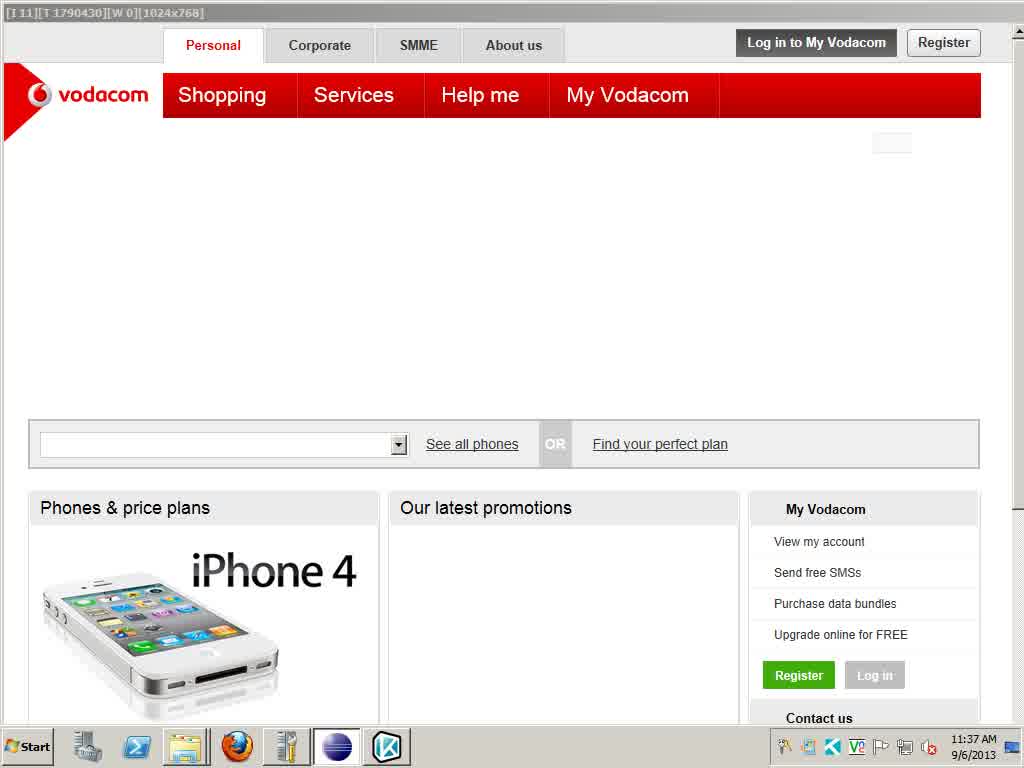 [I 11][T 1790430][W 0][1024x768]
Personal Corporate SMME About us Log in to My Vodacom Register
vodacom Shopping Services Help me My Vodacom
See all phones OR Find your perfect plan
Phones & price plans Our latest promotions My Vodacom
View my account
iPhone 4
Send free SMSs
Purchase data bundles
Upgrade online for FREE
Register Log in
Contact us
Start 11:37 AM
9/6/2013